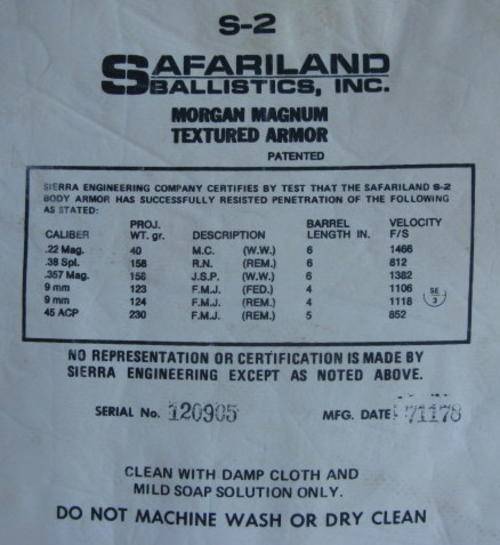 S-2
SAFARILAND
BALLISTICS, INC.
MORGAN MAGNUM
TEXTURED ARMOR
PATENTED
SIERRA ENGINEERING COMPANY CERTIFIES BY TEST THAT THE SAFARILAND S-2
BODY ARMOR HAS SUCCESSFULLY RESISTED PENETRATION OF THE FOLLOWING
AS STATED:
CALIBER PROJ. WT. gr. DESCRIPTION BARREL LENGTH IN. VELOCITY F/S
.22 Mag. 40 M.C. (W.W.) 6 1466
.38 Spl. 158 R.N. (REM.) 6 812
.357 Mag. 158 J.S.P. (W.W.) 6 1382
9 mm 123 F.M.J. (FED.) 4 1106
9 mm 124 F.M.J. (REM.) 4 1118
45 ACP 230 F.M.J. (REM.) 5 852
SE
3
NO REPRESENTATION OR CERTIFICATION IS MADE BY
SIERRA ENGINEERING EXCEPT AS NOTED ABOVE.
SERIAL No. 120905 MFG. DATE 71178
CLEAN WITH DAMP CLOTH AND
MILD SOAP SOLUTION ONLY.
DO NOT MACHINE WASH OR DRY CLEAN